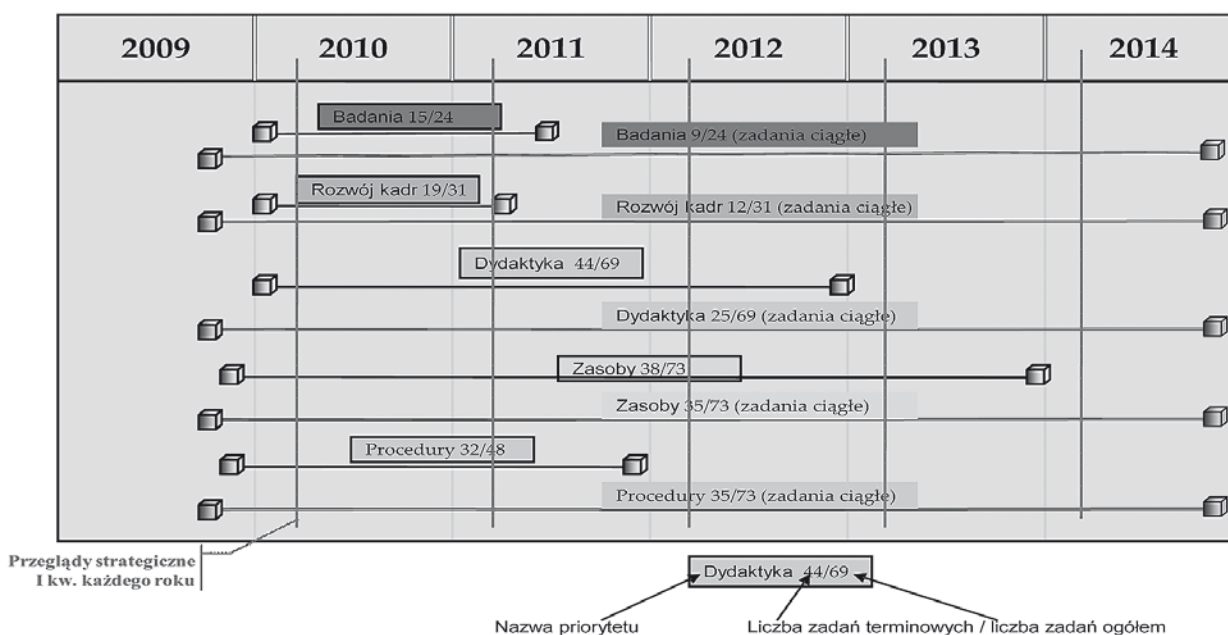 2009 2010 2011 2012 2013 2014
Badania 15/24
Badania 9/24 (zadania ciągłe)
Rozwój kadr 19/31
Rozwój kadr 12/31 (zadania ciągłe)
Dydaktyka 44/69
Dydaktyka 25/69 (zadania ciągłe)
Zasoby 38/73
Zasoby 35/73 (zadania ciągłe)
Procedury 32/48
Procedury 35/73 (zadania ciągłe)
Przeglądy strategiczne
I kw. każdego roku
Dydaktyka 44/69
Nazwa priorytetu
Liczba zadań terminowych / liczba zadań ogółem